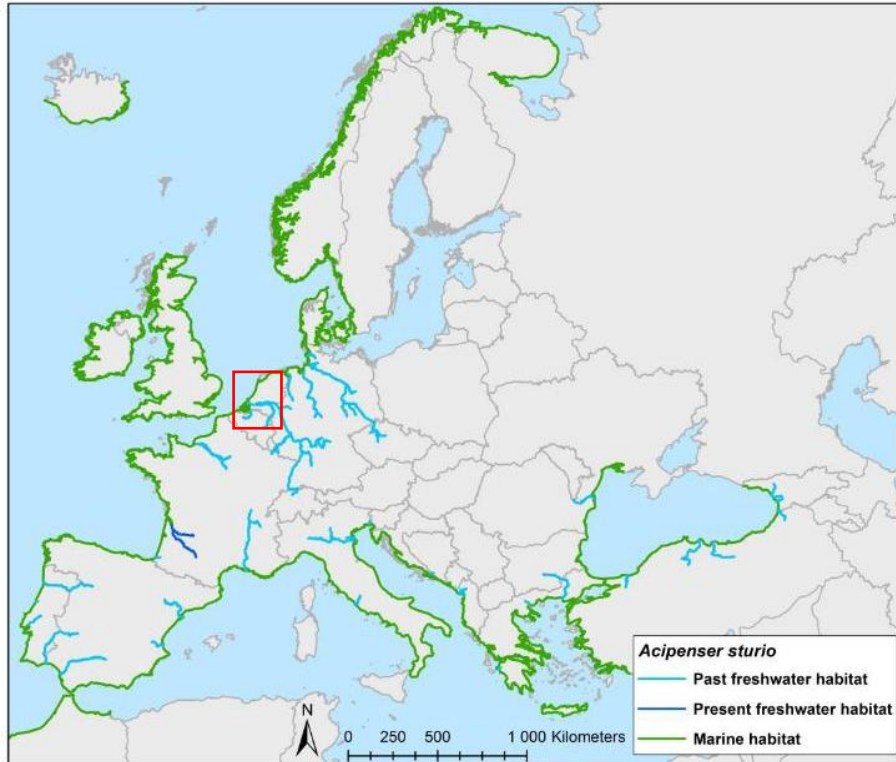 Acipenser sturio
Past freshwater habitat
Present freshwater habitat
Marine habitat
N
0 250 500 1 000 Kilometers